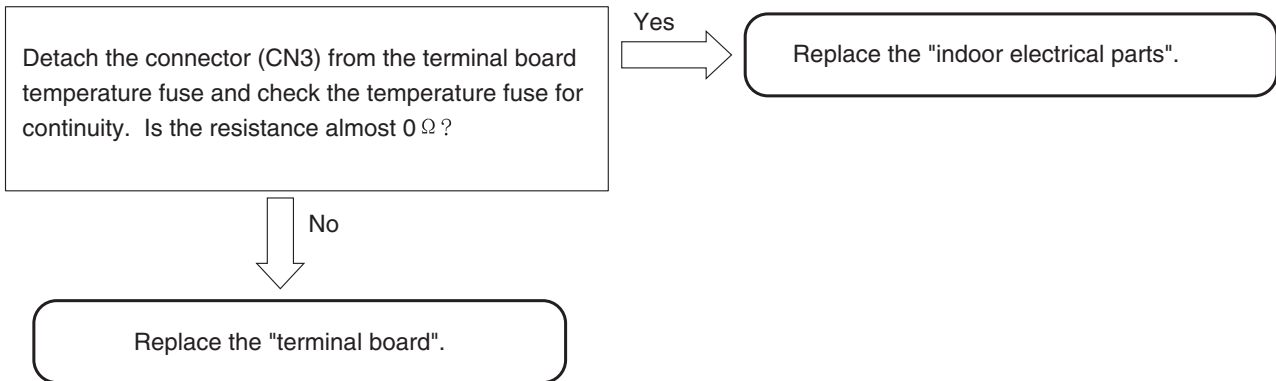 Detach the connector (CN3) from the terminal board
temperature fuse and check the temperature fuse for
continuity.  Is the resistance almost 0 Ω ?
Yes
Replace the "indoor electrical parts".
No
Replace the "terminal board".